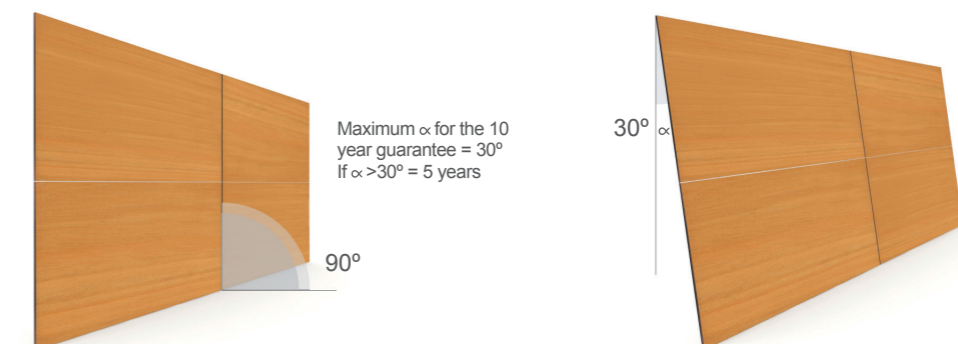 Maximum ∝ for the 10
year guarantee = 30º
If ∝ >30º = 5 years
90º
30º ∝